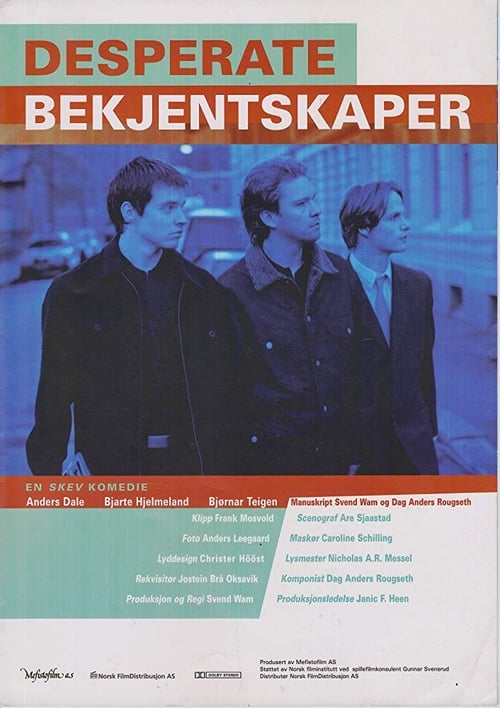 DESPERATE
BEKJENTSKAPER
EN SKEV KOMEDIE
Anders Dale Bjarte Hjelmeland Bjørnar Teigen
Manuskript Svend Wam og Dag Anders Rougseth
Klipp Frank Mosvold Scenograf Are Sjaastad
Foto Anders Leegaard Maskør Caroline Schilling
Lyddesign Christer Hööst Lysmester Nicholas A.R. Messel
Rekvisitør Jostein Brå Oksavik Komponist Dag Anders Rougseth
Produksjon og Regi Svend Wam Produksjonsledelse Janic F. Heen
Mefistofilm a.s Norsk FilmDistribusjon AS DOLBY STEREO
Produsert av Mefistofilm AS
Støttet av Norsk filminstitutt ved spillefilmkonsulent Gunnar Svensrud
Distributør Norsk FilmDistribusjon AS